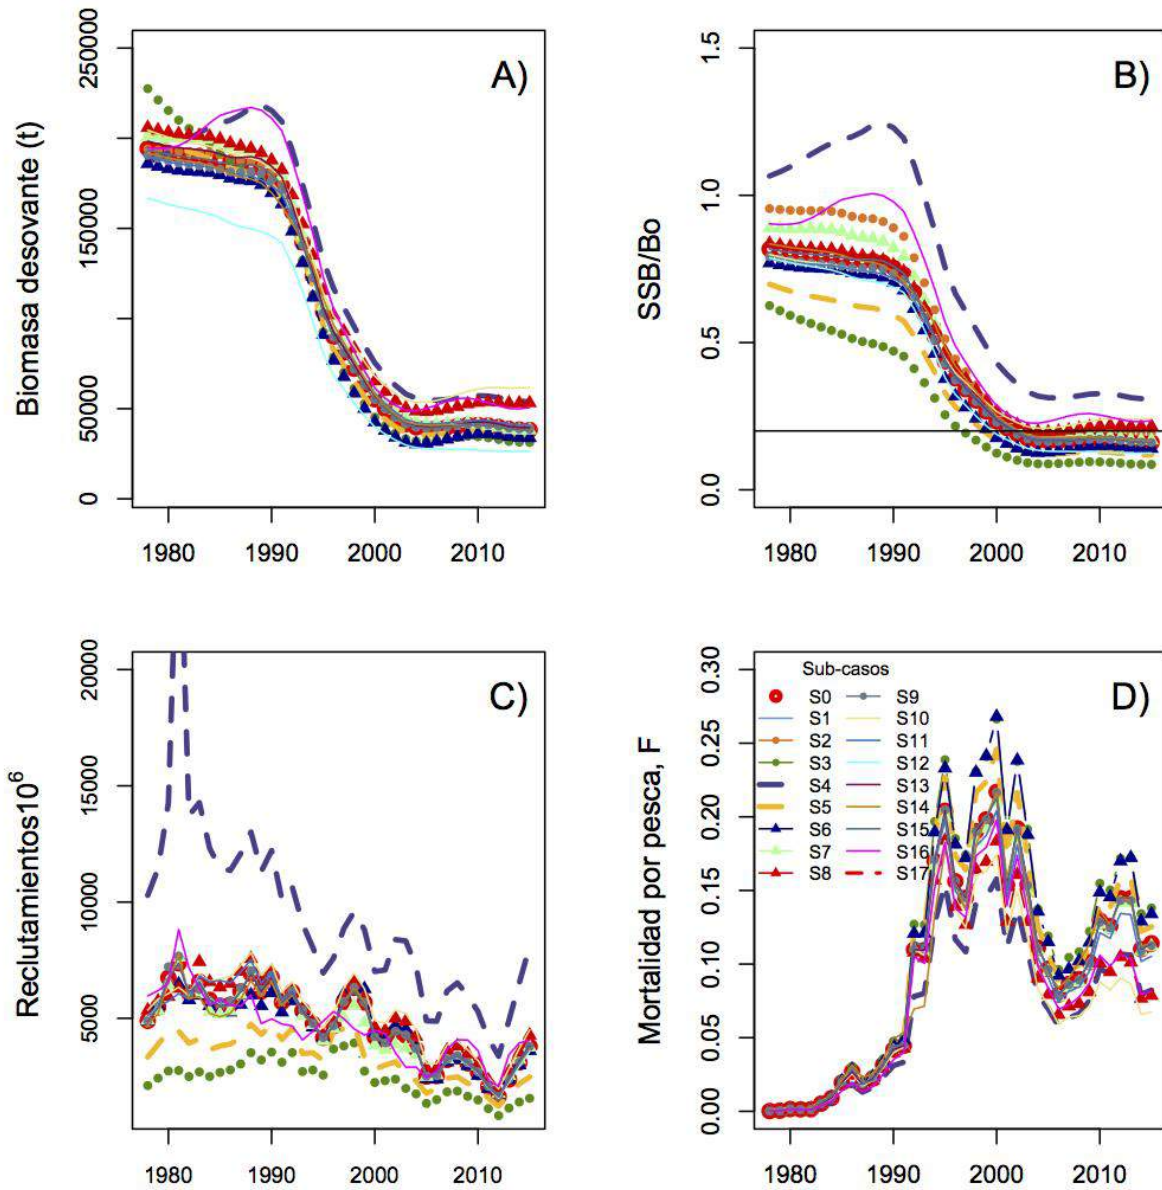 A)
Biomasa desovante (t)
250000
150000
50000
0
1980 1990 2000 2010
B)
SSB/Bo
1.5
1.0
0.5
0.0
1980 1990 2000 2010
C)
Reclutamientos10⁶
20000
15000
10000
5000
1980 1990 2000 2010
D)
Mortalidad por pesca, F
0.30
0.25
0.20
0.15
0.10
0.05
0.00
Sub-casos
S0 S9
S1 S10
S2 S11
S3 S12
S4 S13
S5 S14
S6 S15
S7 S16
S8 S17
1980 1990 2000 2010